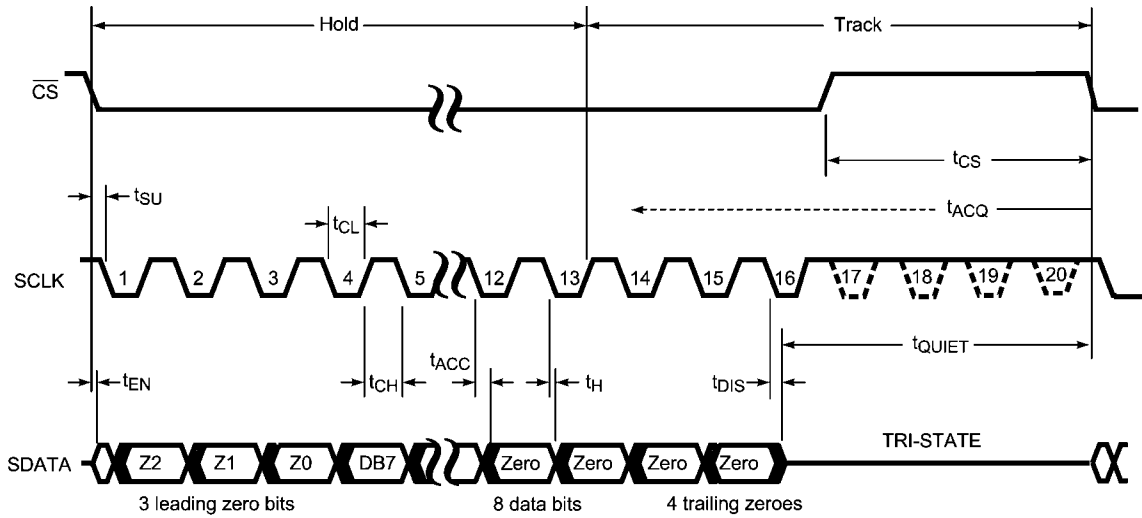 Hold Track
CS
tCS
tSU
tCL
tACQ
SCLK 1 2 3 4 5 12 13 14 15 16 17 18 19 20
tQUIET
tEN tCH tACC tH tDIS
TRI-STATE
SDATA Z2 Z1 Z0 DB7 Zero Zero Zero Zero
3 leading zero bits 8 data bits 4 trailing zeroes